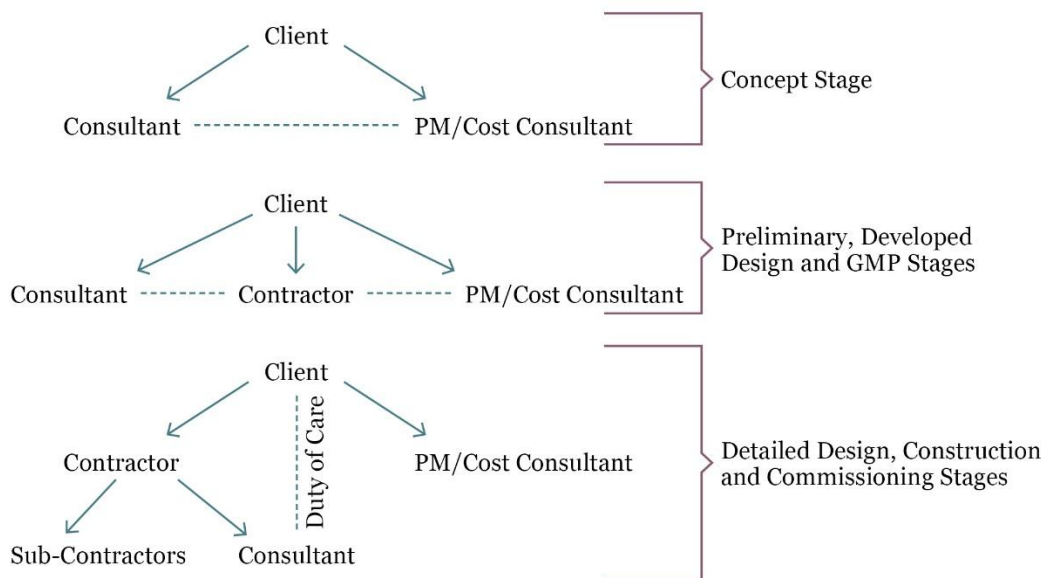 Client
Concept Stage
Consultant
PM/Cost Consultant
Client
Preliminary, Developed
Design and GMP Stages
Consultant
Contractor
PM/Cost Consultant
Client
Duty of Care
Contractor
PM/Cost Consultant
Detailed Design, Construction
and Commissioning Stages
Sub-Contractors
Consultant